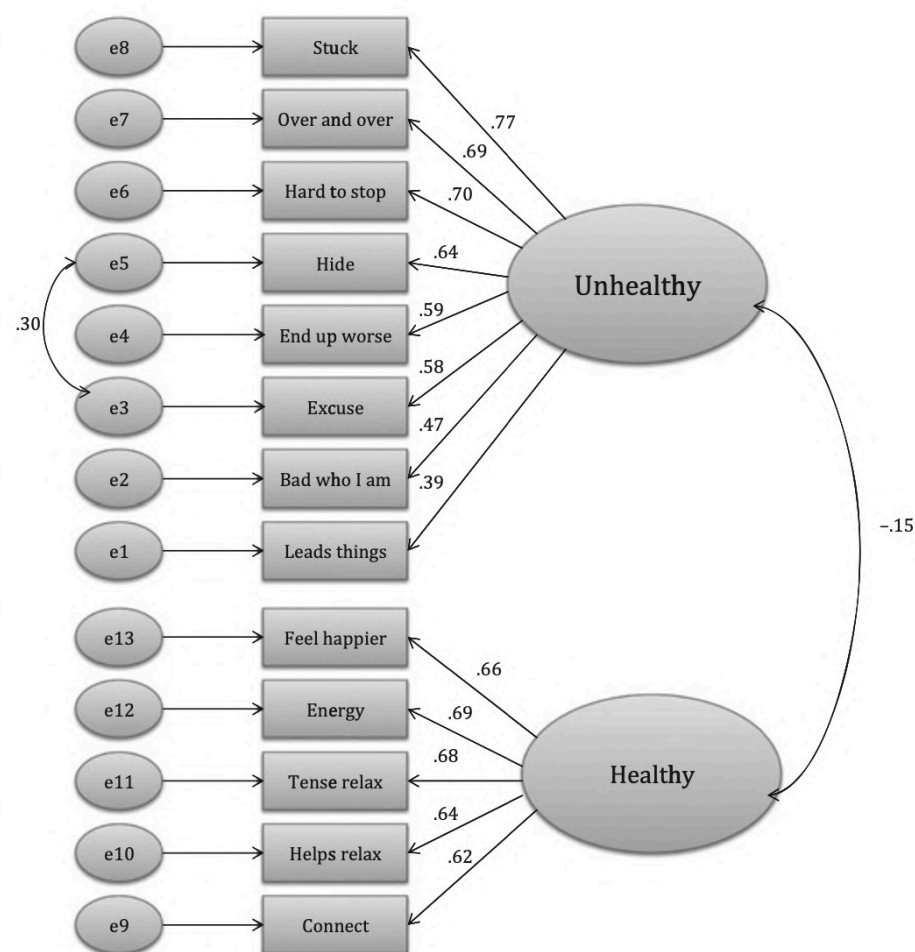 e8
Stuck
.77
e7
Over and over
.69
e6
Hard to stop
.70
e5
Hide
.64
Unhealthy
.30
e4
End up worse
.59
e3
Excuse
.58
e2
Bad who I am
.47
e1
Leads things
.39
–.15
e13
Feel happier
.66
e12
Energy
.69
e11
Tense relax
.68
Healthy
e10
Helps relax
.64
e9
Connect
.62